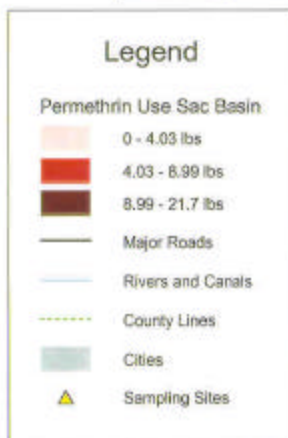 Legend
Permethrin Use Sac Basin
0 - 4.03 lbs
4.03 - 8.99 lbs
8.99 - 21.7 lbs
Major Roads
Rivers and Canals
County Lines
Cities
Sampling Sites